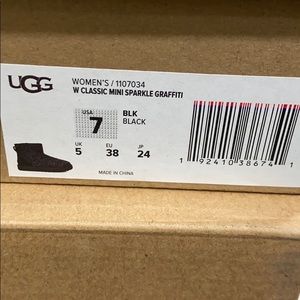 UGG
WOMEN'S / 1107034
W CLASSIC MINI SPARKLE GRAFFITI
USA
7
BLK
BLACK
UK EU JP
5 38 24
MADE IN CHINA
1 92410 38674 1